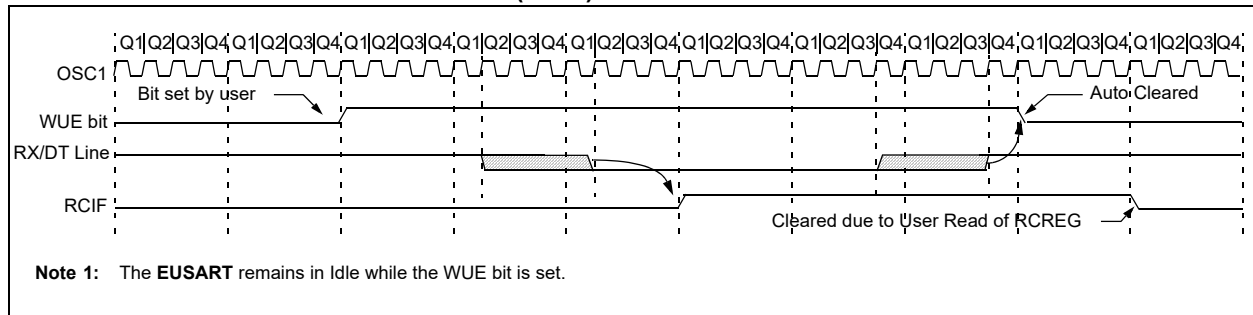 Q1|Q2|Q3|Q4|Q1|Q2|Q3|Q4|Q1|Q2|Q3|Q4|Q1|Q2|Q3|Q4|Q1|Q2|Q3|Q4|Q1|Q2|Q3|Q4|Q1|Q2|Q3|Q4|Q1|Q2|Q3|Q4|Q1|Q2|Q3|Q4|Q1|Q2|Q3|Q4
OSC1
Bit set by user
Auto Cleared
WUE bit
RX/DT Line
RCIF
Cleared due to User Read of RCREG
Note 1: The EUSART remains in Idle while the WUE bit is set.